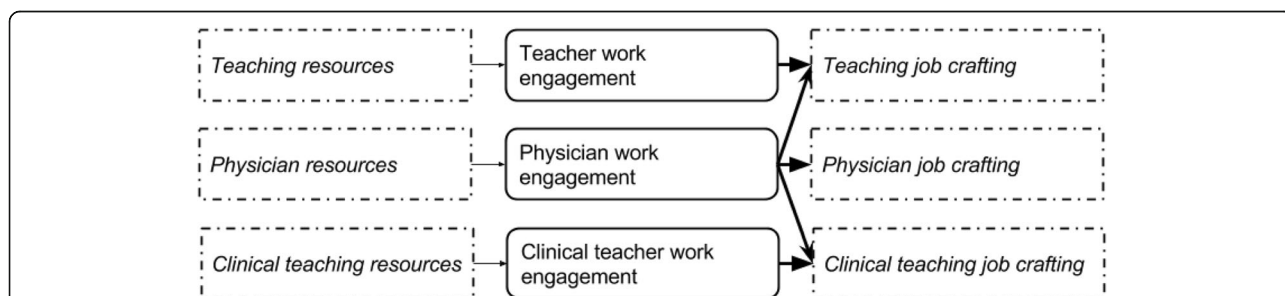 Teaching resources
Teacher work
engagement
Teaching job crafting
Physician resources
Physician work
engagement
Physician job crafting
Clinical teaching resources
Clinical teacher work
engagement
Clinical teaching job crafting